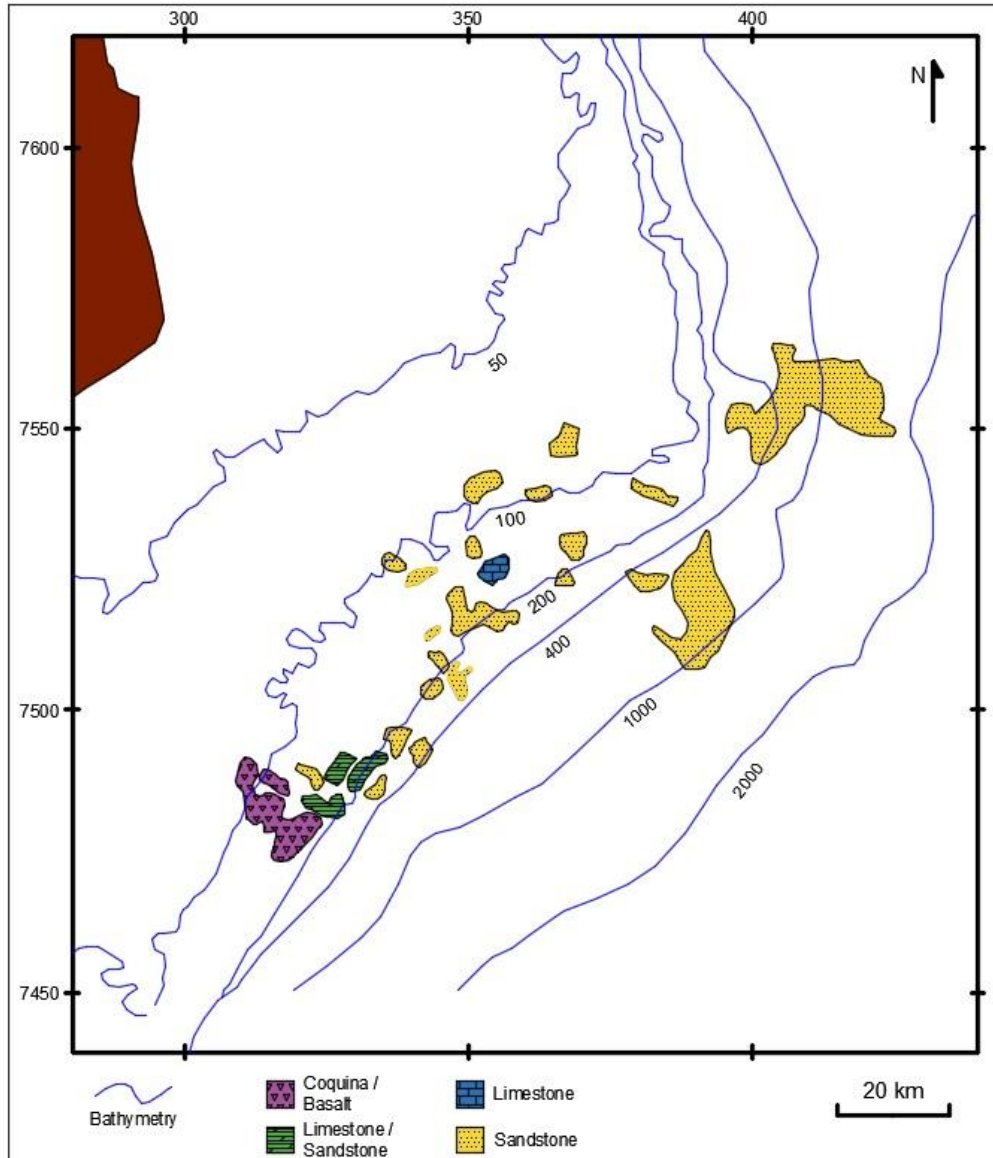 300 350 400
N
7600
50
7550
100
200
400
7500
1000
2000
7450
Bathymetry
Coquina /
Basalt
Limestone /
Sandstone
Limestone
Sandstone
20 km